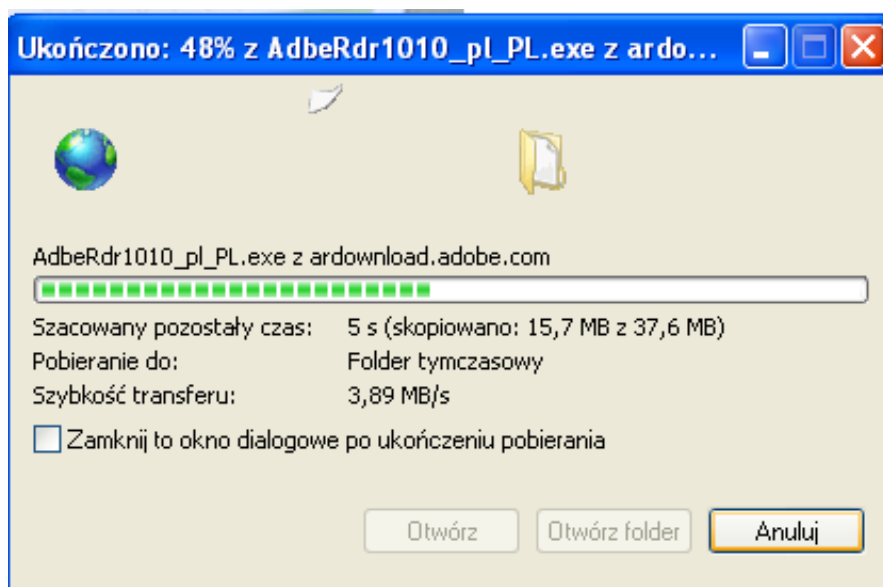 Ukończono: 48% z AdbeRdr1010_pl_PL.exe z ardo...
AdbeRdr1010_pl_PL.exe z ardownload.adobe.com
Szacowany pozostały czas: 5 s (skopiowano: 15,7 MB z 37,6 MB)
Pobieranie do: Folder tymczasowy
Szybkość transferu: 3,89 MB/s
Zamknij to okno dialogowe po ukończeniu pobierania
Otwórz Otwórz folder Anuluj